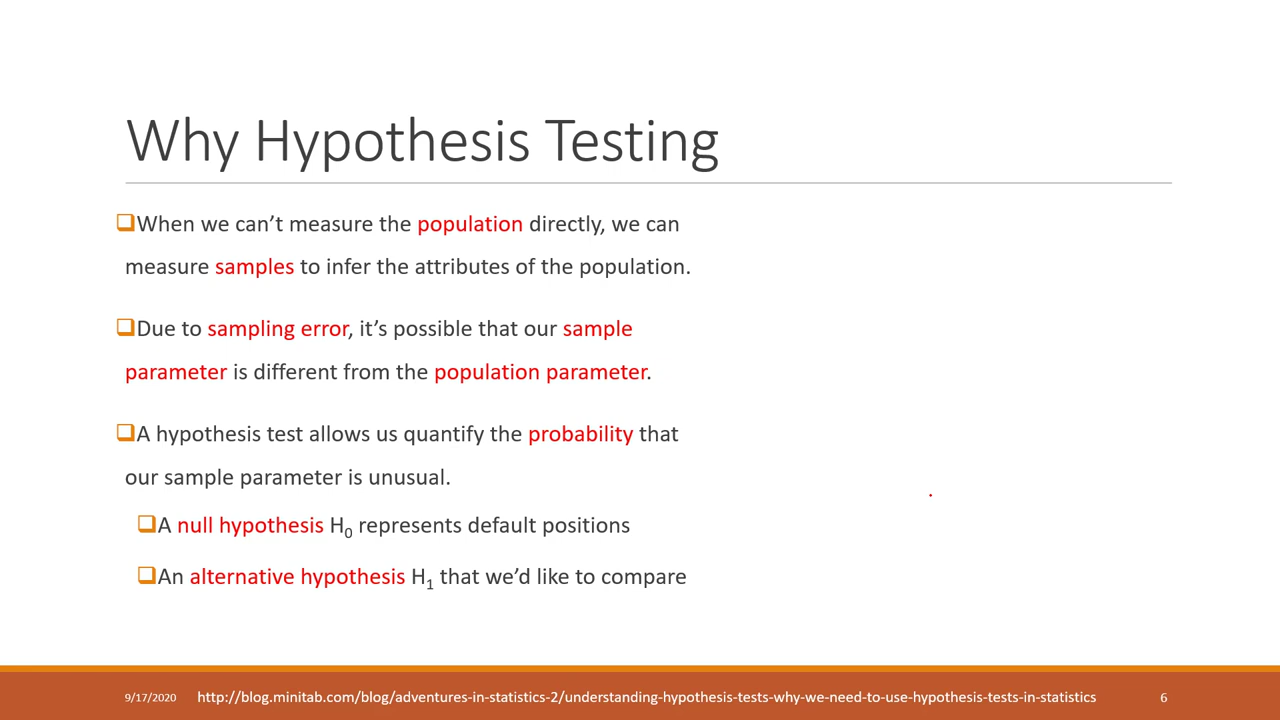 Why Hypothesis Testing
When we can’t measure the population directly, we can
measure samples to infer the attributes of the population.
Due to sampling error, it’s possible that our sample
parameter is different from the population parameter.
A hypothesis test allows us quantify the probability that
our sample parameter is unusual.
A null hypothesis H₀ represents default positions
An alternative hypothesis H₁ that we’d like to compare
9/17/2020 http://blog.minitab.com/blog/adventures-in-statistics-2/understanding-hypothesis-tests-why-we-need-to-use-hypothesis-tests-in-statistics 6